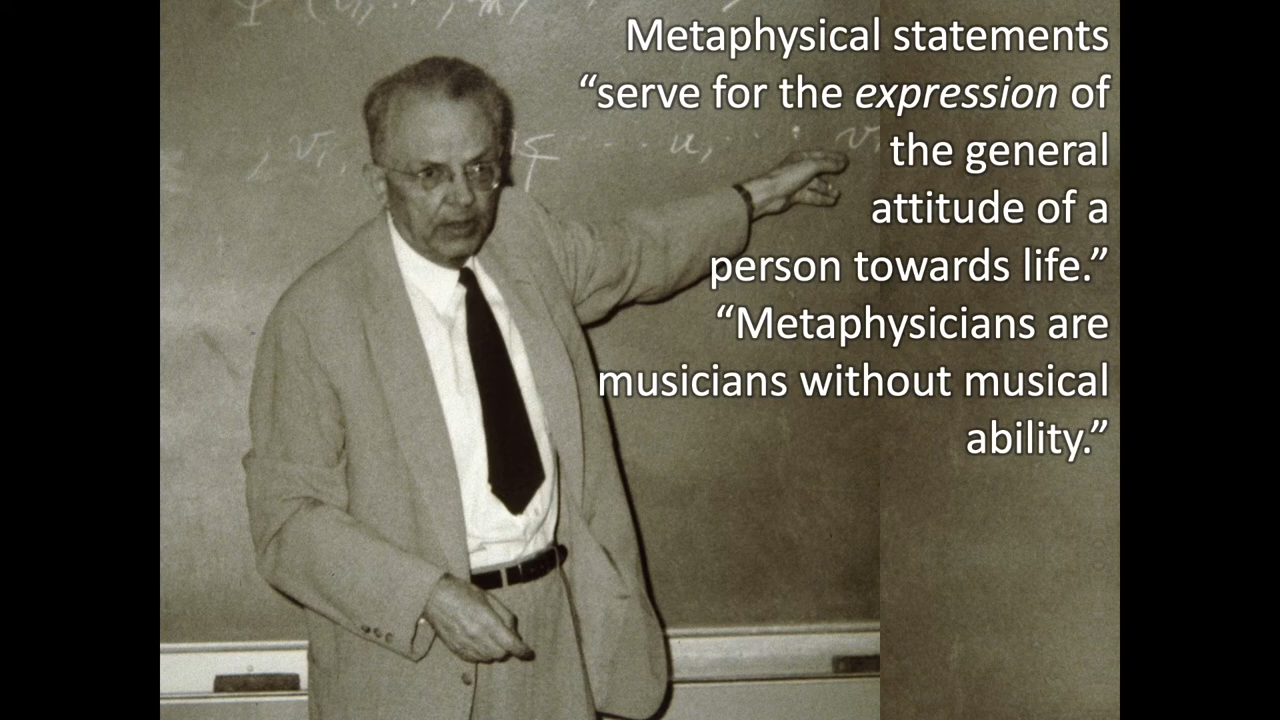 Metaphysical statements
“serve for the expression of
the general
attitude of a
person towards life.”
“Metaphysicians are
musicians without musical
ability.”